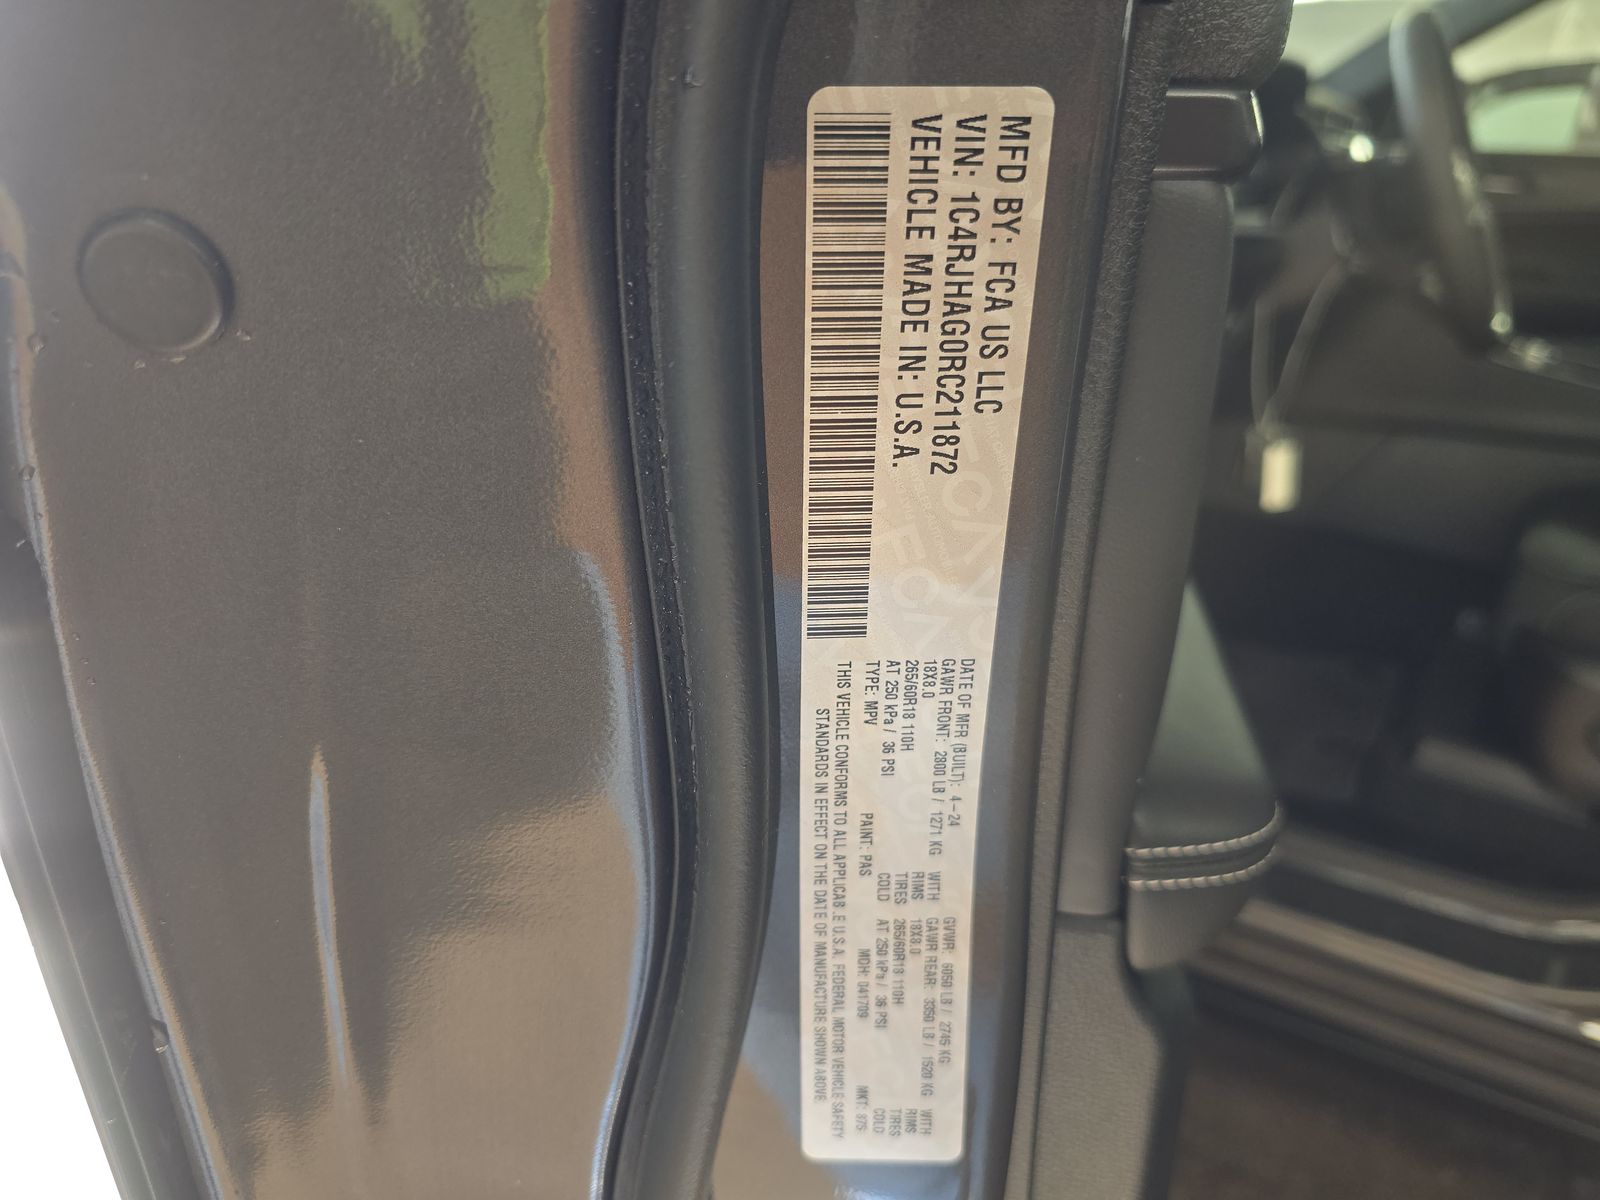 MFD BY: FCA US LLC
VIN: 1C4RJHAG0RC211872
VEHICLE MADE IN: U.S.A.
DATE OF MFR (BUILT): 4-24 GVWR: 6050 LB / 2745 KG
GAWR FRONT: 2800 LB / 1271 KG WITH GAWR REAR: 3350 LB / 1520 KG WITH
18X8.0 RIMS 18X8.0 RIMS
265/60R18 110H TIRES 265/60R18 110H TIRES
AT 250 kPa / 36 PSI COLD AT 250 kPa / 36 PSI COLD
TYPE: MPV PAINT: PAS MDH: 041709 MKT:
THIS VEHICLE CONFORMS TO ALL APPLICABLE U.S.A. FEDERAL MOTOR VEHICLE SAFETY
STANDARDS IN EFFECT ON THE DATE OF MANUFACTURE SHOWN ABOVE.